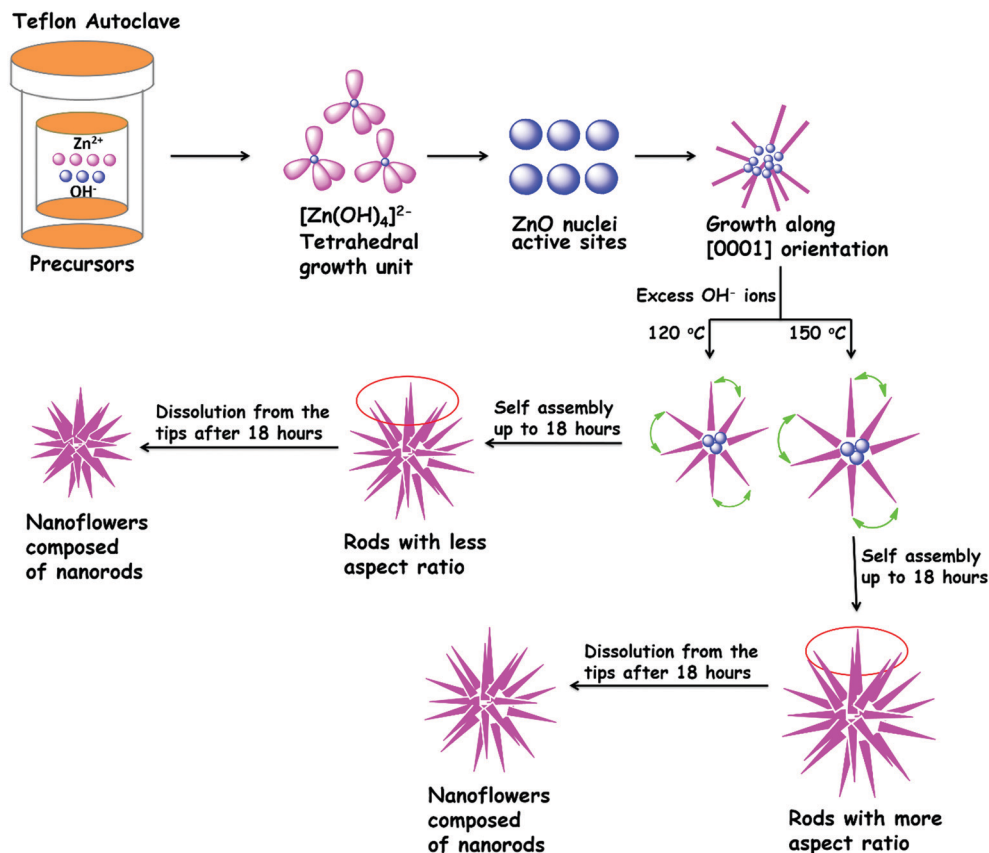 Teflon Autoclave
Zn²⁺
OH⁻
Precursors
[Zn(OH)₄]²⁻
Tetrahedral
growth unit
ZnO nuclei
active sites
Growth along
[0001] orientation
Excess OH⁻ ions
120 °C
150 °C
Self assembly
up to 18 hours
Rods with less
aspect ratio
Dissolution from the
tips after 18 hours
Nanoflowers
composed
of nanorods
Self assembly
up to 18 hours
Rods with more
aspect ratio
Dissolution from the
tips after 18 hours
Nanoflowers
composed
of nanorods